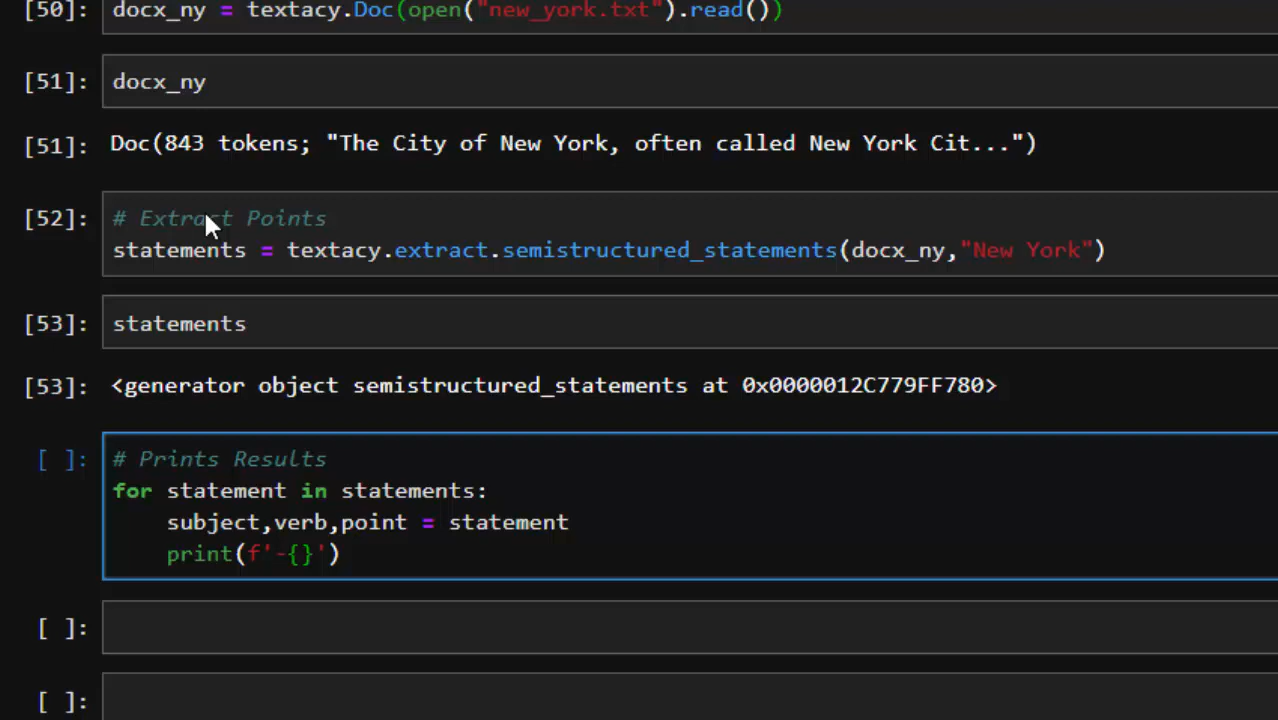 [50]: docx_ny = textacy.Doc(open("new_york.txt").read())
[51]: docx_ny
[51]: Doc(843 tokens; "The City of New York, often called New York Cit...")
[52]: # Extract Points
statements = textacy.extract.semistructured_statements(docx_ny,"New York")
[53]: statements
[53]: <generator object semistructured_statements at 0x0000012C779FF780>
[ ]: # Prints Results
for statement in statements:
    subject,verb,point = statement
    print(f'-{}')
[ ]:
[ ]: